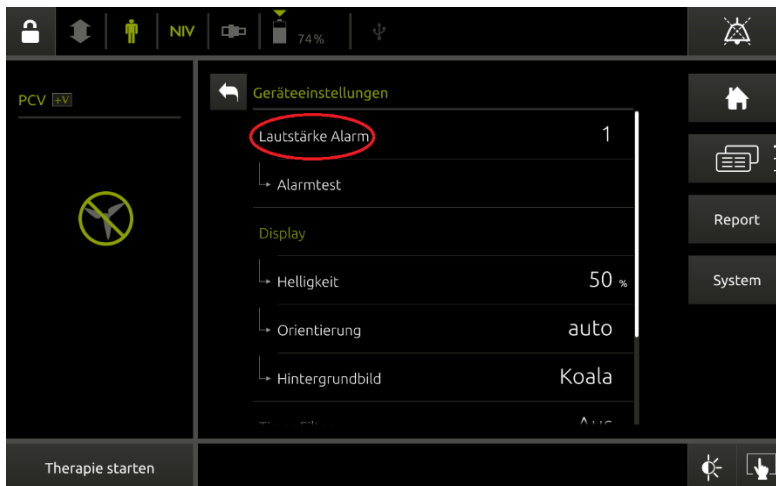 NIV
74%
PCV +V
Geräteeinstellungen
Lautstärke Alarm 1
Alarmtest
Display
Helligkeit 50 %
Orientierung auto
Hintergrundbild Koala
Report
System
Therapie starten